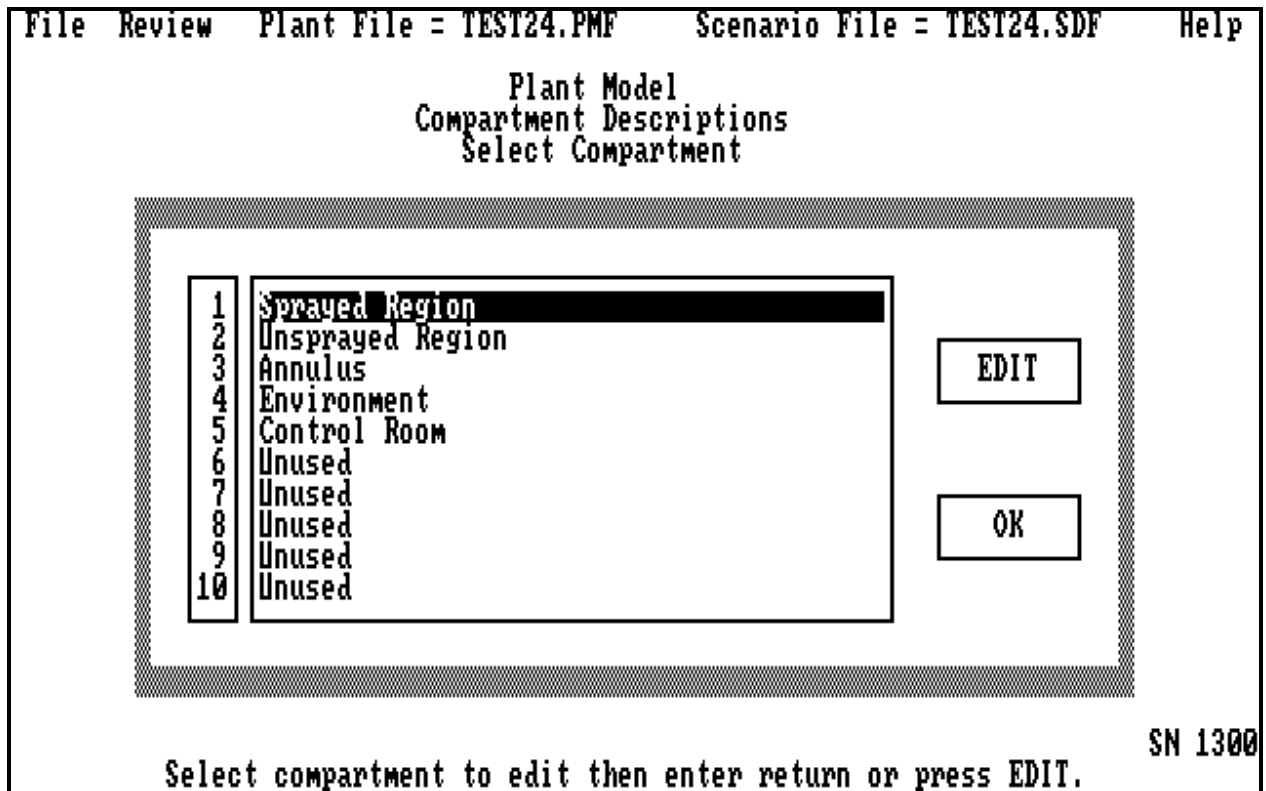 File Review Plant File = TEST24.PMF Scenario File = TEST24.SDF Help
Plant Model
Compartment Descriptions
Select Compartment
1 Sprayed Region
2 Unsprayed Region
3 Annulus
4 Environment
5 Control Room
6 Unused
7 Unused
8 Unused
9 Unused
10 Unused
EDIT
OK
SN 1300
Select compartment to edit then enter return or press EDIT.